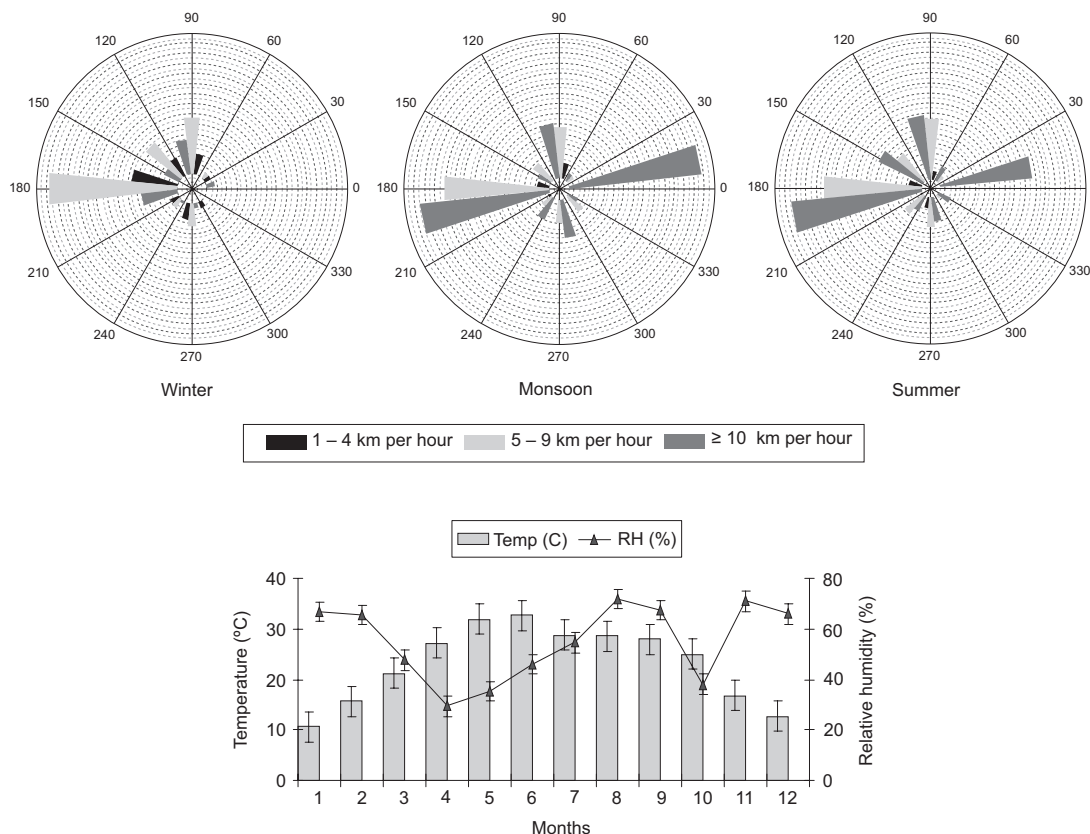 90 90 90
120 60 120 60 120 60
150 30 150 30 150 30
180 0 180 0 180 0
210 330 210 330 210 330
240 300 240 300 240 300
270 270 270
Winter Monsoon Summer
1 – 4 km per hour 5 – 9 km per hour ≥ 10 km per hour
Temp (C) RH (%)
Temperature (ºC)
40
30
20
10
0
80
60
40
20
0
Relative humidity (%)
1 2 3 4 5 6 7 8 9 10 11 12
Months